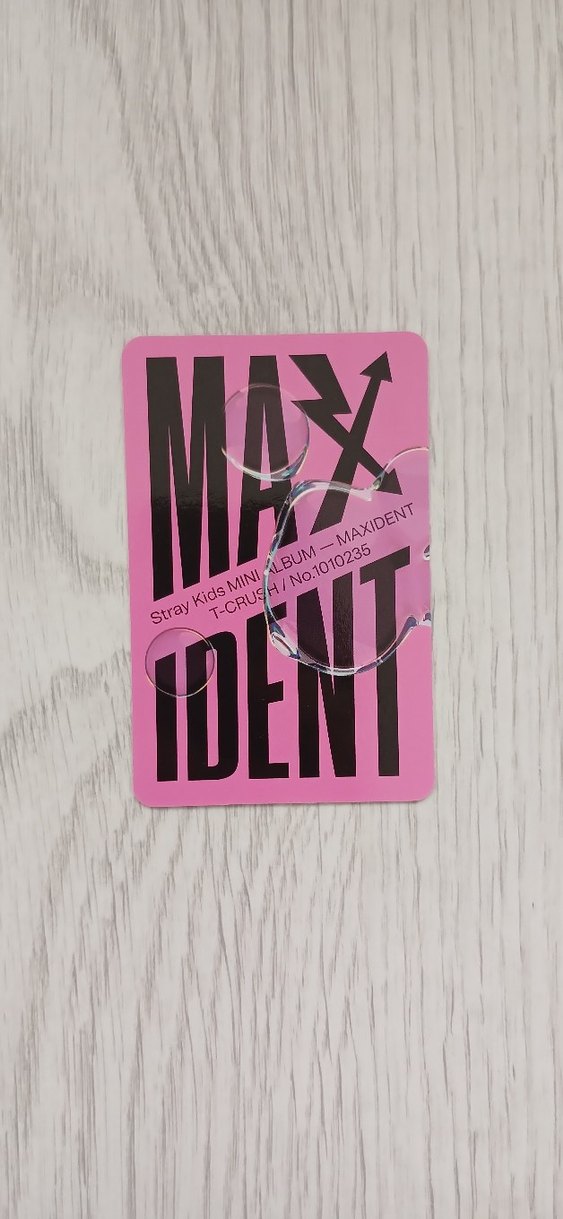 MAX
Stray Kids MINI ALBUM — MAXIDENT
T-CRUSH / No.1010235
IDENT